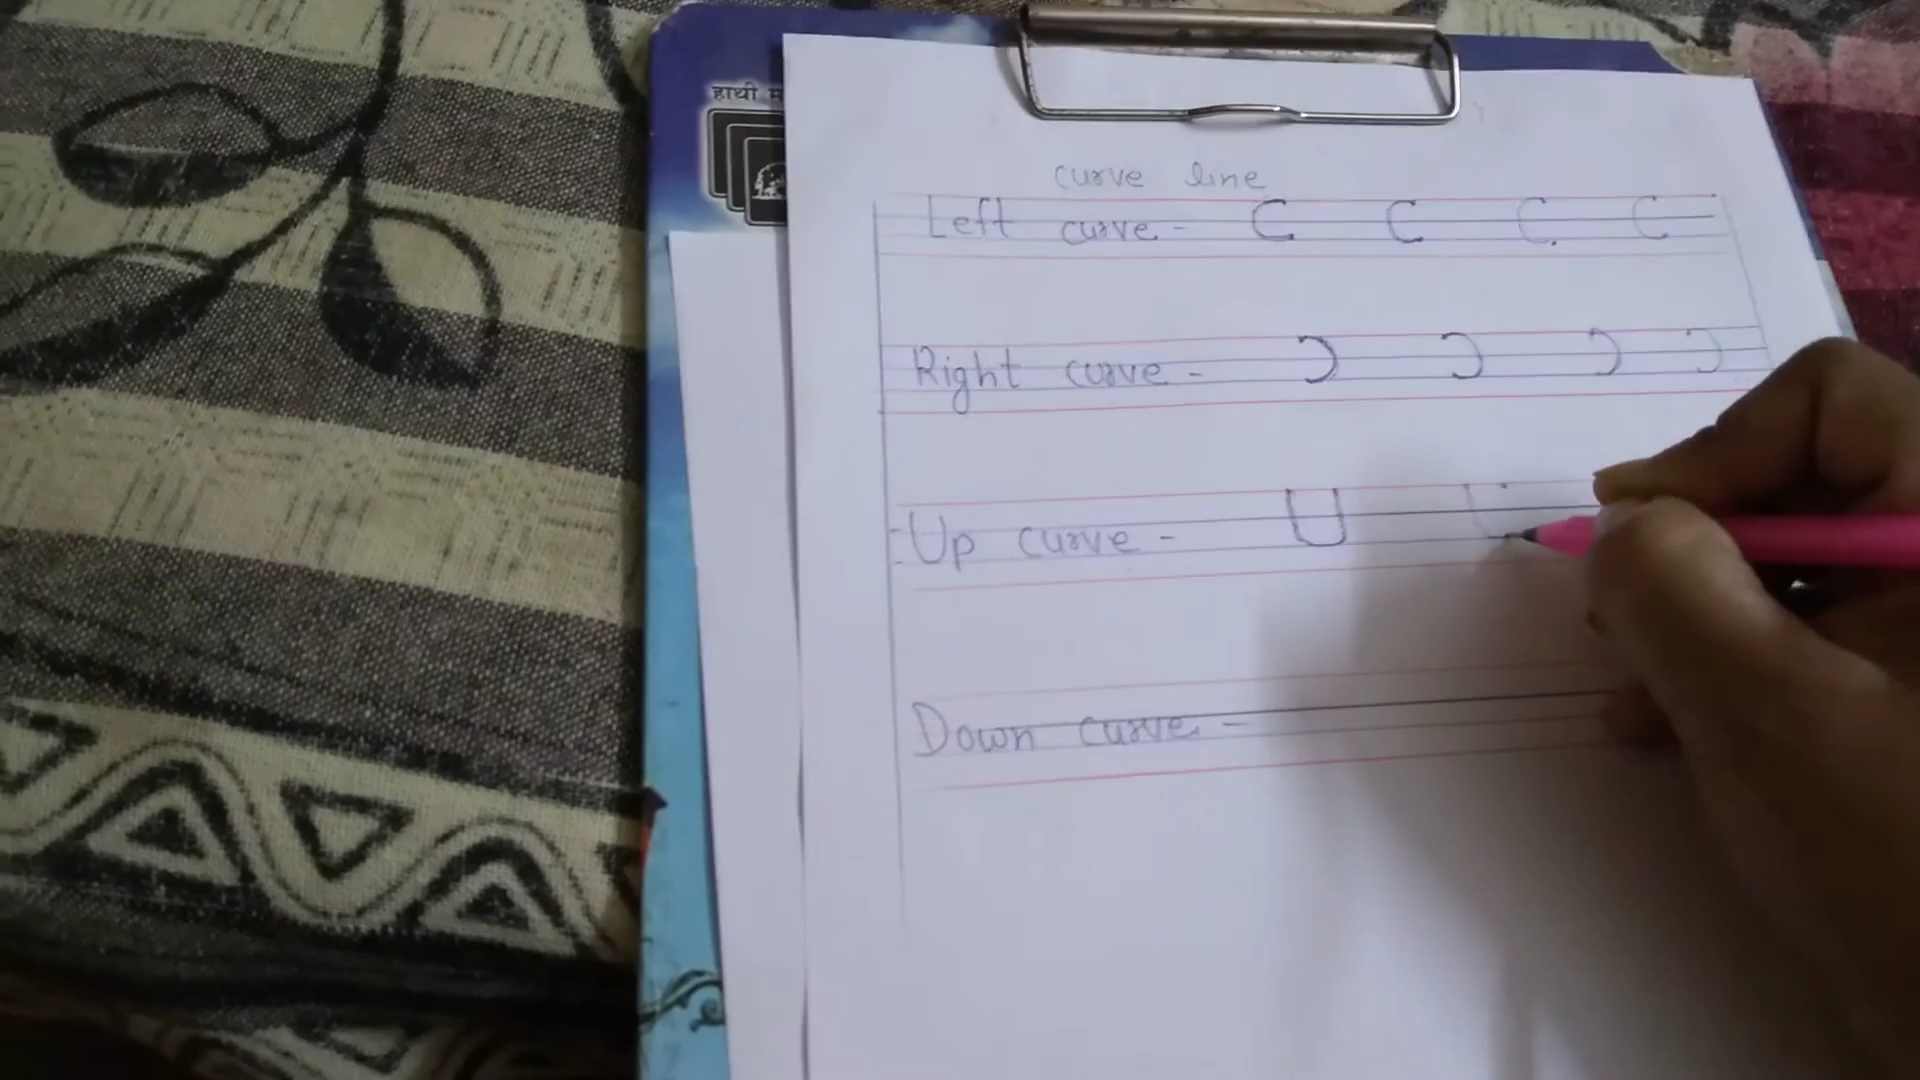 हाथी म
curve line
Left curve - C C C C
Right curve -
Up curve - U
Down curve -